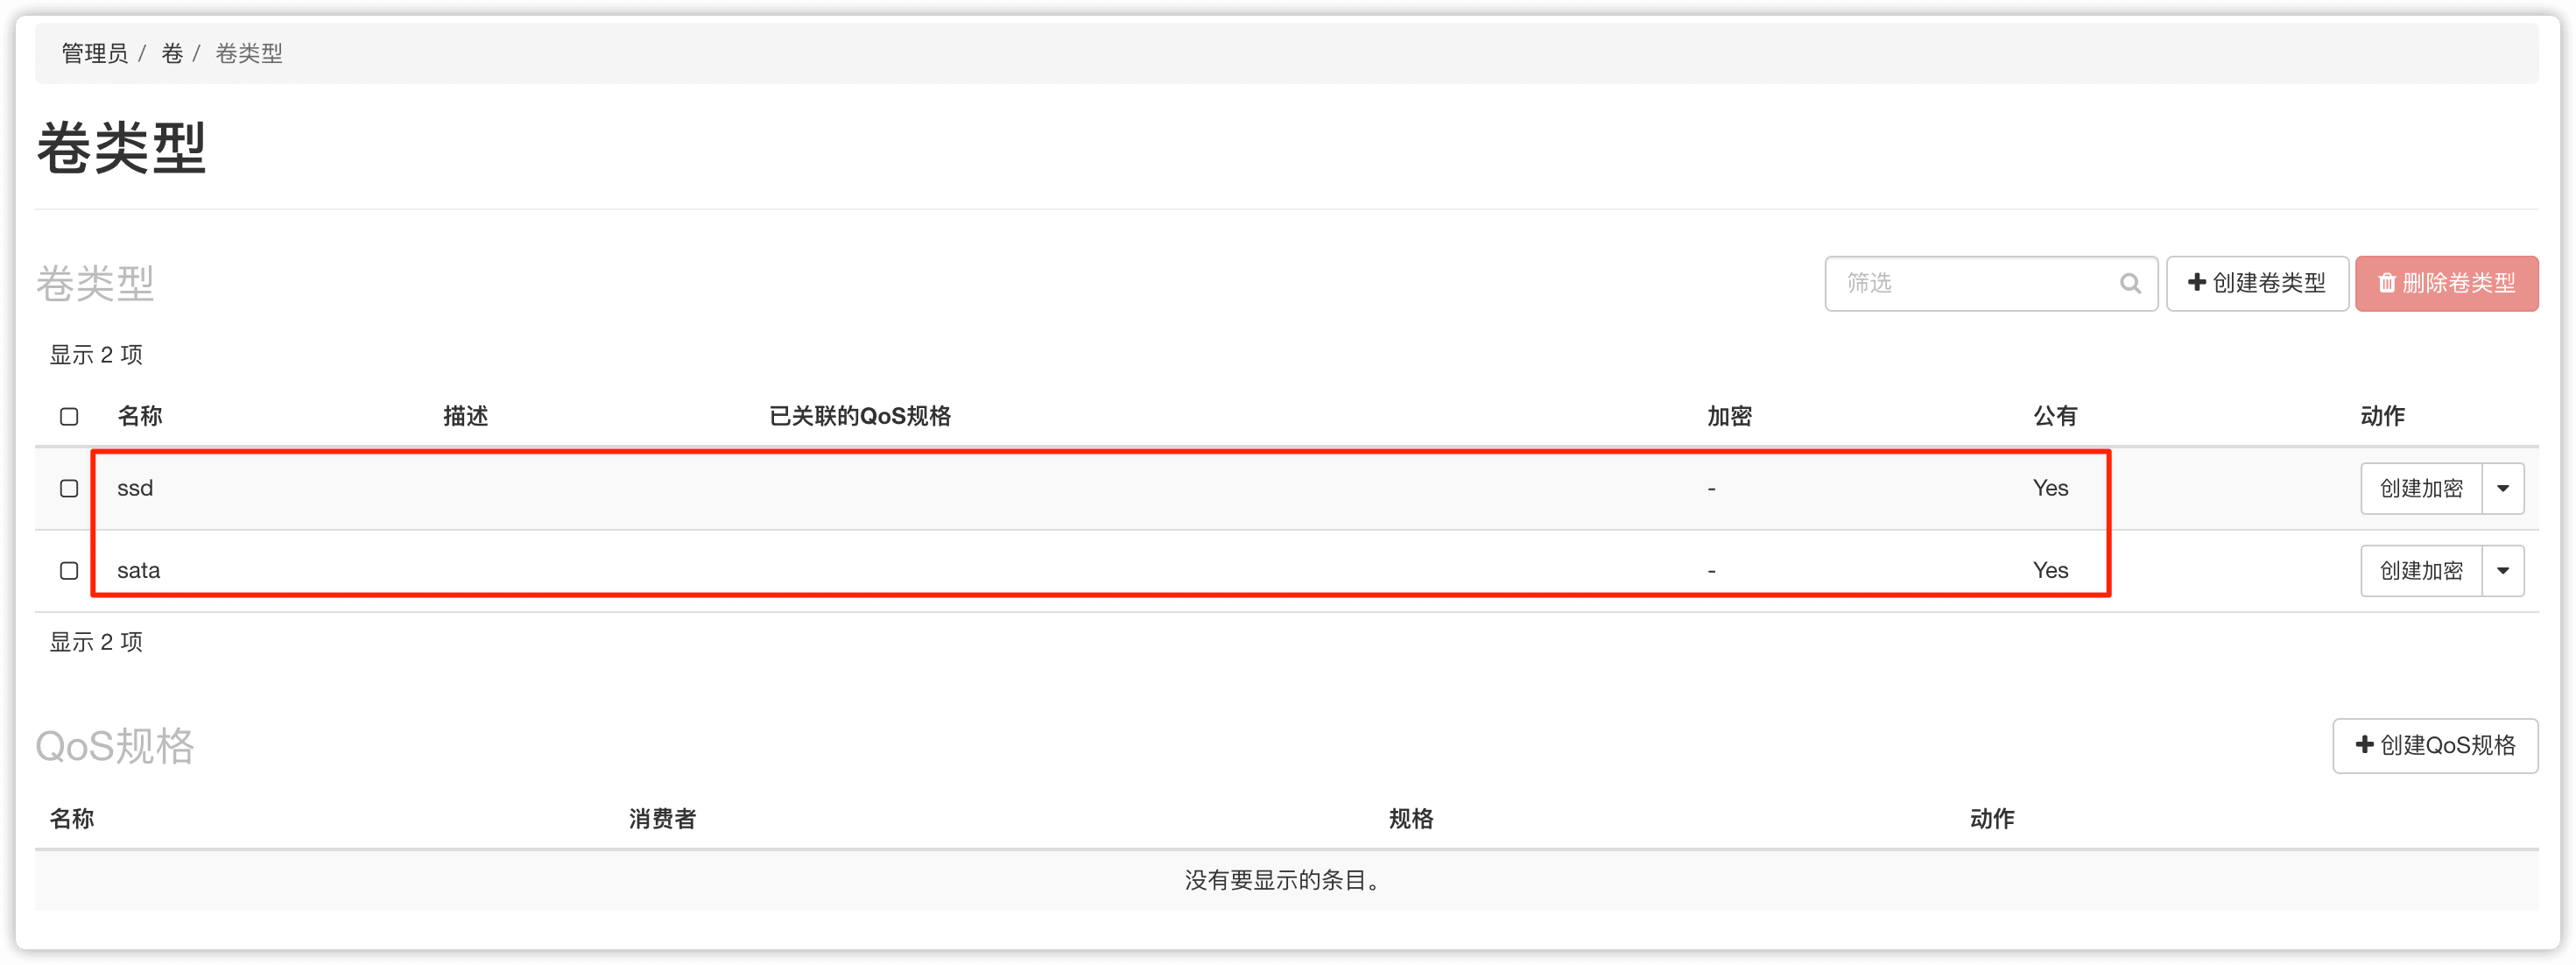 管理员 / 卷 / 卷类型
卷类型
卷类型
筛选 创建卷类型 删除卷类型
显示 2 项
名称 描述 已关联的QoS规格 加密 公有 动作
ssd - Yes 创建加密
sata - Yes 创建加密
显示 2 项
QoS规格
创建QoS规格
名称 消费者 规格 动作
没有要显示的条目。